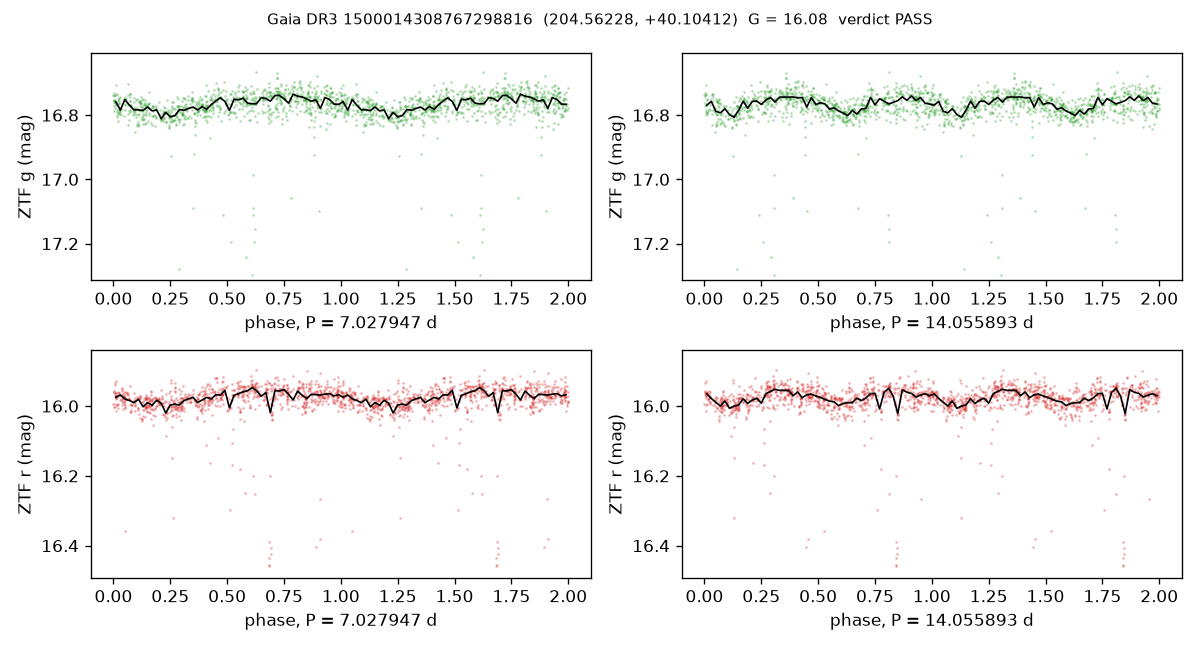 Gaia DR3 1500014308767298816  (204.56228, +40.10412)  G = 16.08  verdict PASS
ZTF g (mag)
16.8
17.0
17.2
0.00 0.25 0.50 0.75 1.00 1.25 1.50 1.75 2.00
phase, P = 7.027947 d
ZTF g (mag)
16.8
17.0
17.2
0.00 0.25 0.50 0.75 1.00 1.25 1.50 1.75 2.00
phase, P = 14.055893 d
ZTF r (mag)
16.0
16.2
16.4
0.00 0.25 0.50 0.75 1.00 1.25 1.50 1.75 2.00
phase, P = 7.027947 d
ZTF r (mag)
16.0
16.2
16.4
0.00 0.25 0.50 0.75 1.00 1.25 1.50 1.75 2.00
phase, P = 14.055893 d